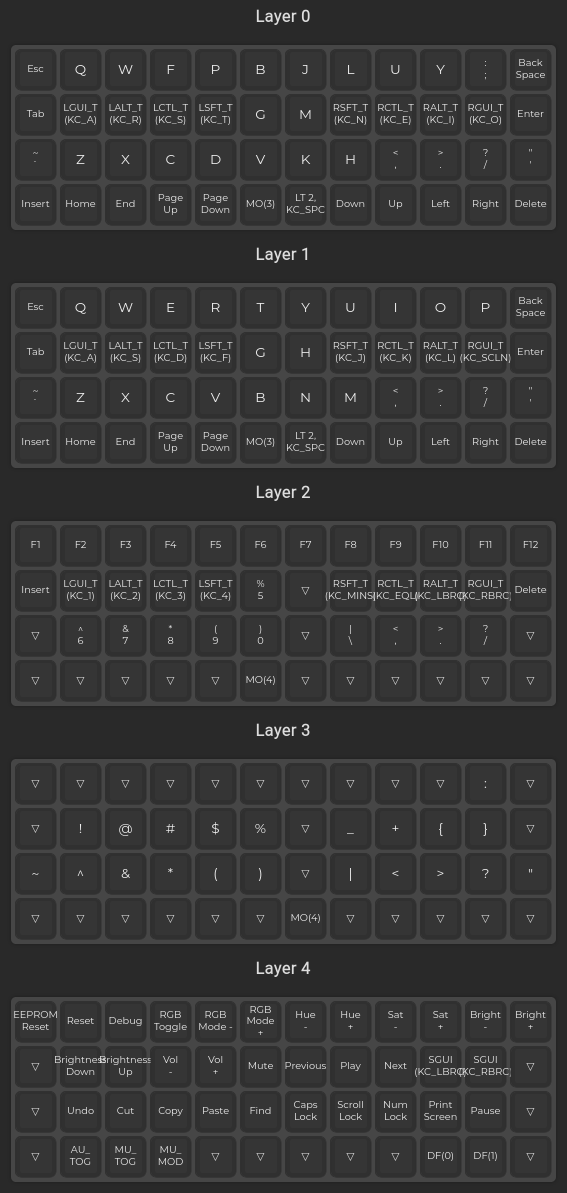 Layer 0
Esc Q W F P B J L U Y : ; Back Space
Tab LGUI_T (KC_A) LALT_T (KC_R) LCTL_T (KC_S) LSFT_T (KC_T) G M RSFT_T (KC_N) RCTL_T (KC_E) RALT_T (KC_I) RGUI_T (KC_O) Enter
~ ` Z X C D V K H < , > . ? / " '
Insert Home End Page Up Page Down MO(3) LT 2, KC_SPC Down Up Left Right Delete
Layer 1
Esc Q W E R T Y U I O P Back Space
Tab LGUI_T (KC_A) LALT_T (KC_S) LCTL_T (KC_D) LSFT_T (KC_F) G H RSFT_T (KC_J) RCTL_T (KC_K) RALT_T (KC_L) RGUI_T (KC_SCLN) Enter
~ ` Z X C V B N M < , > . ? / " '
Insert Home End Page Up Page Down MO(3) LT 2, KC_SPC Down Up Left Right Delete
Layer 2
F1 F2 F3 F4 F5 F6 F7 F8 F9 F10 F11 F12
Insert LGUI_T (KC_1) LALT_T (KC_2) LCTL_T (KC_3) LSFT_T (KC_4) % 5 ▽ RSFT_T (KC_MINS) RCTL_T (KC_EQL) RALT_T (KC_LBRC) RGUI_T (KC_RBRC) Delete
▽ ^ 6 & 7 * 8 ( 9 ) 0 ▽ | \ < , > . ? / ▽
▽ ▽ ▽ ▽ ▽ MO(4) ▽ ▽ ▽ ▽ ▽ ▽
Layer 3
▽ ▽ ▽ ▽ ▽ ▽ ▽ ▽ ▽ ▽ : ▽
▽ ! @ # $ % ▽ _ + { } ▽
~ ^ & * ( ) ▽ | < > ? "
▽ ▽ ▽ ▽ ▽ ▽ MO(4) ▽ ▽ ▽ ▽ ▽
Layer 4
EEPROM Reset Reset Debug RGB Toggle RGB Mode - RGB Mode + Hue - Hue + Sat - Sat + Bright - Bright +
▽ Brightness Down Brightness Up Vol - Vol + Mute Previous Play Next SGUI (KC_LBRC) SGUI (KC_RBRC) ▽
▽ Undo Cut Copy Paste Find Caps Lock Scroll Lock Num Lock Print Screen Pause ▽
▽ AU_ TOG MU_ TOG MU_ MOD ▽ ▽ ▽ ▽ ▽ DF(0) DF(1) ▽